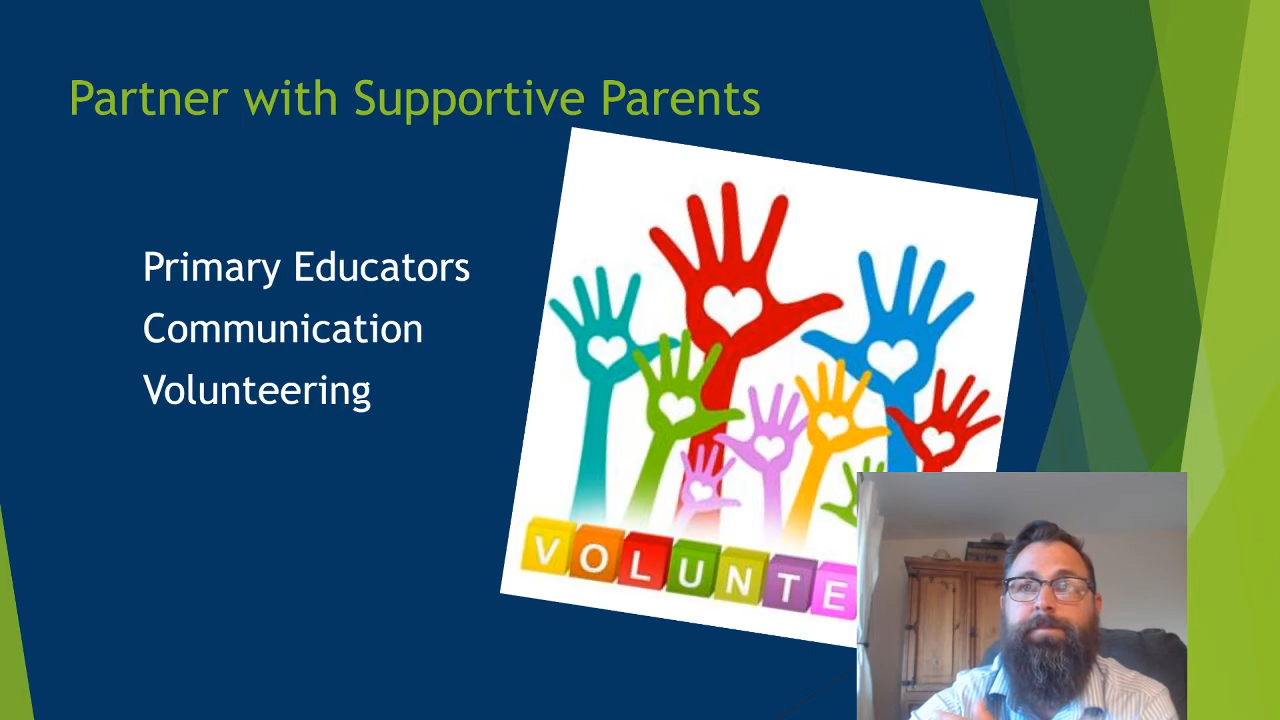 Partner with Supportive Parents
Primary Educators
Communication
Volunteering
VOLUNTE